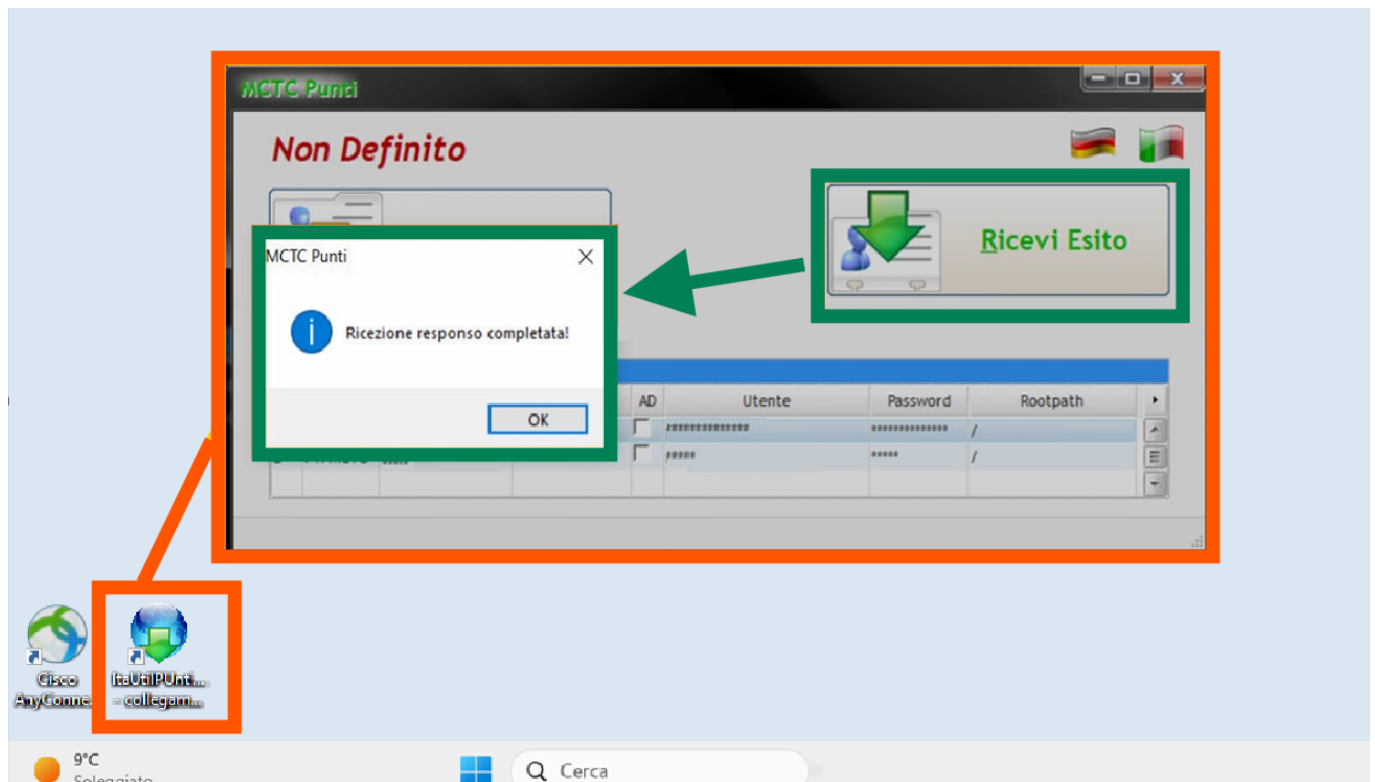 MCTC Punti
Non Definito
Ricevi Esito
MCTC Punti
Ricezione responso completata!
OK
AD Utente Password Rootpath
************** ************** /
***** ***** /
Cisco
AnyConne...
ItaUtilPUnti...
- collegam...
9°C
Soleggiato
Cerca